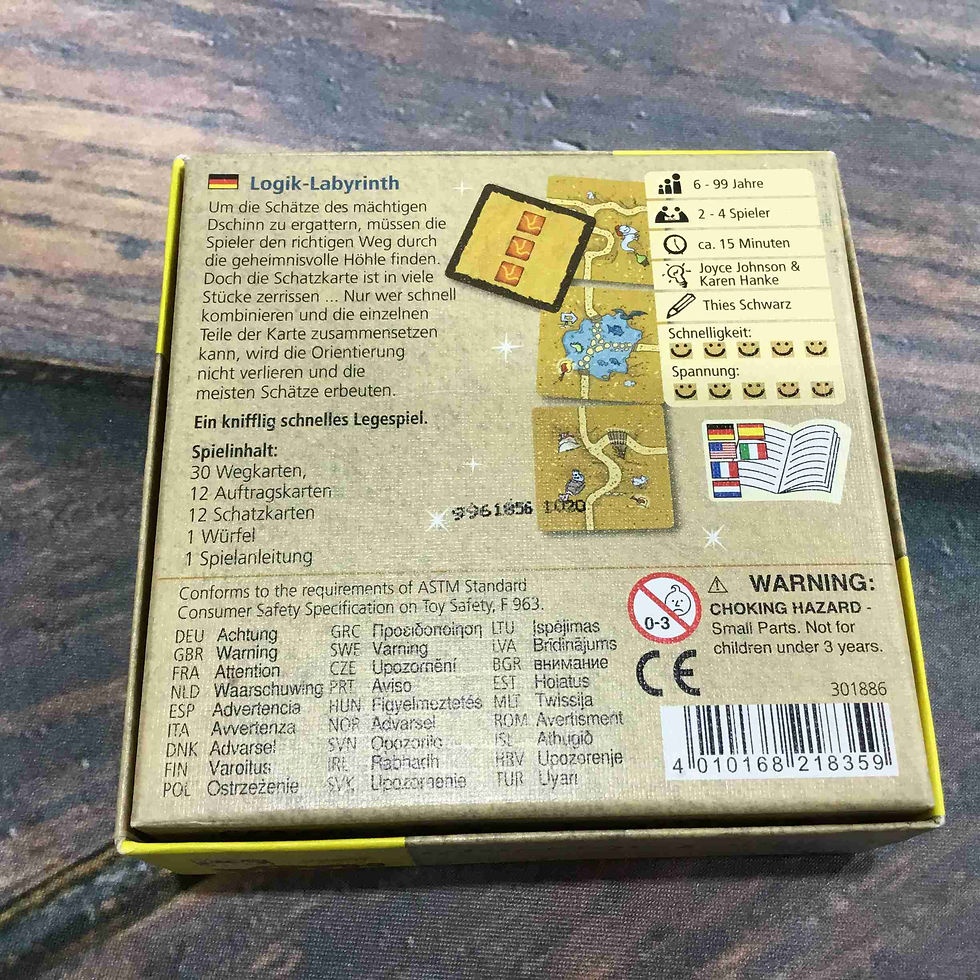 Logik-Labyrinth
Um die Schätze des mächtigen
Dschinn zu ergattern, müssen die
Spieler den richtigen Weg durch
die geheimnisvolle Höhle finden.
Doch die Schatzkarte ist in viele
Stücke zerrissen ... Nur wer schnell
kombinieren und die einzelnen
Teile der Karte zusammensetzen
kann, wird die Orientierung
nicht verlieren und die
meisten Schätze erbeuten.
Ein knifflig schnelles Legespiel.
Spielinhalt:
30 Wegkarten,
12 Auftragskarten
12 Schatzkarten
1 Würfel
1 Spielanleitung
6 - 99 Jahre
2 - 4 Spieler
ca. 15 Minuten
Joyce Johnson &
Karen Hanke
Thies Schwarz
Schnelligkeit:
Spannung:
9961856 1020
Conforms to the requirements of ASTM Standard
Consumer Safety Specification on Toy Safety, F 963.
DEU Achtung
GBR Warning
FRA Attention
NLD Waarschuwing
ESP Advertencia
ITA Avvertenza
DNK Advarsel
FIN Varoitus
POL Ostrzeżenie
GRC Προειδοποίηση
SWE Varning
CZE Upozornění
PRT Aviso
HUN Figyelmeztetés
NOR Advarsel
SVN Opozorilo
IRL Rabhadh
SVK Upozornenie
LTU Įspėjimas
LVA Brīdinājums
BGR внимание
EST Hoiatus
MLT Twissija
ROM Avertisment
ISL Athugið
HRV Upozorenje
TUR Uyarı
0-3
WARNING:
CHOKING HAZARD -
Small Parts. Not for
children under 3 years.
CE
301886
4 010168 218359